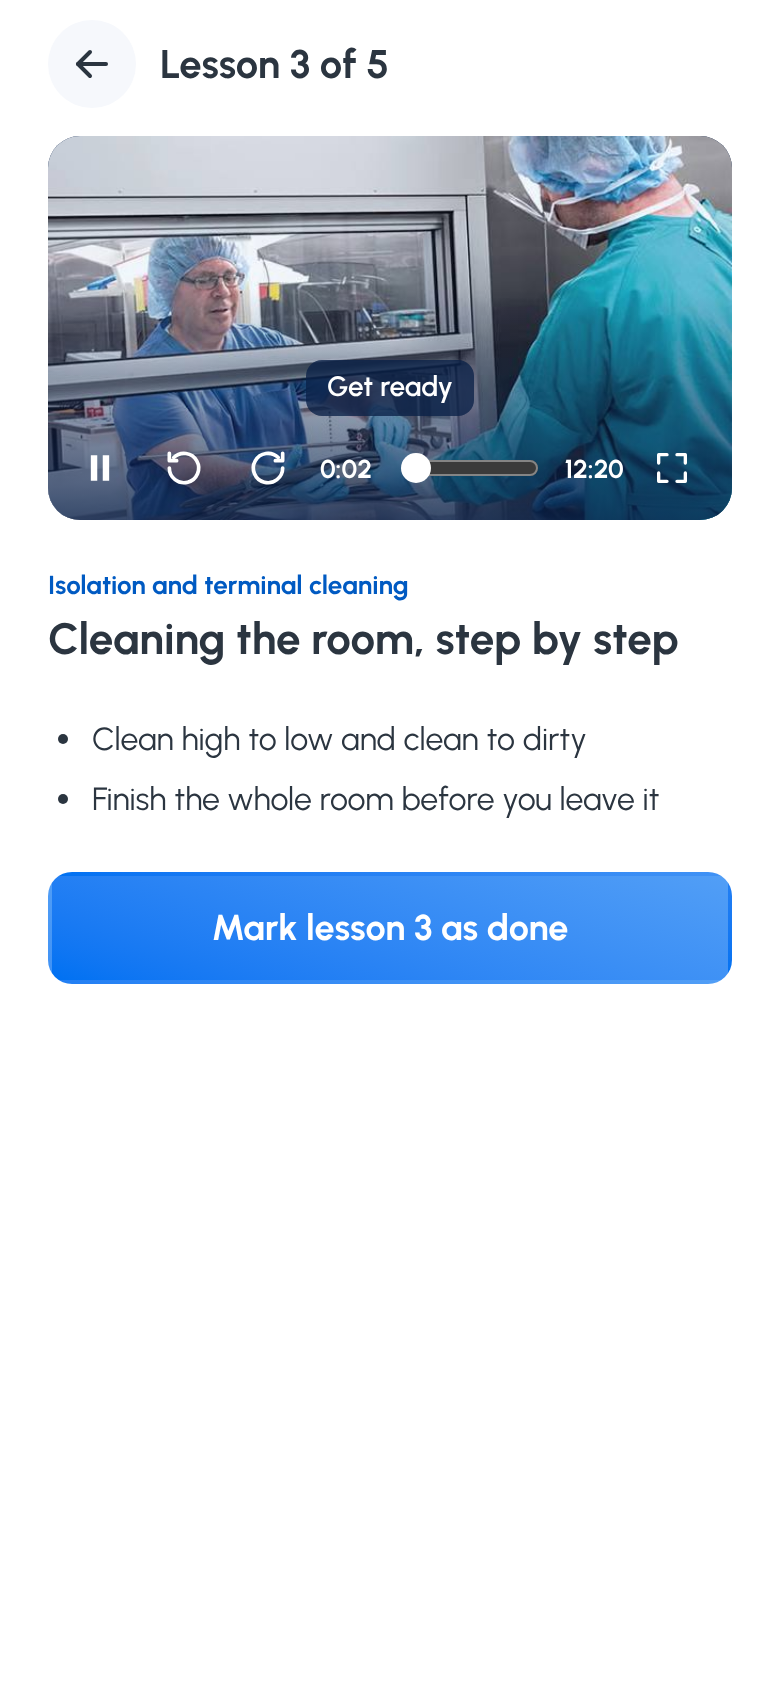 Lesson 3 of 5
Get ready
0:02
12:20
Isolation and terminal cleaning
Cleaning the room, step by step
• Clean high to low and clean to dirty
• Finish the whole room before you leave it
Mark lesson 3 as done